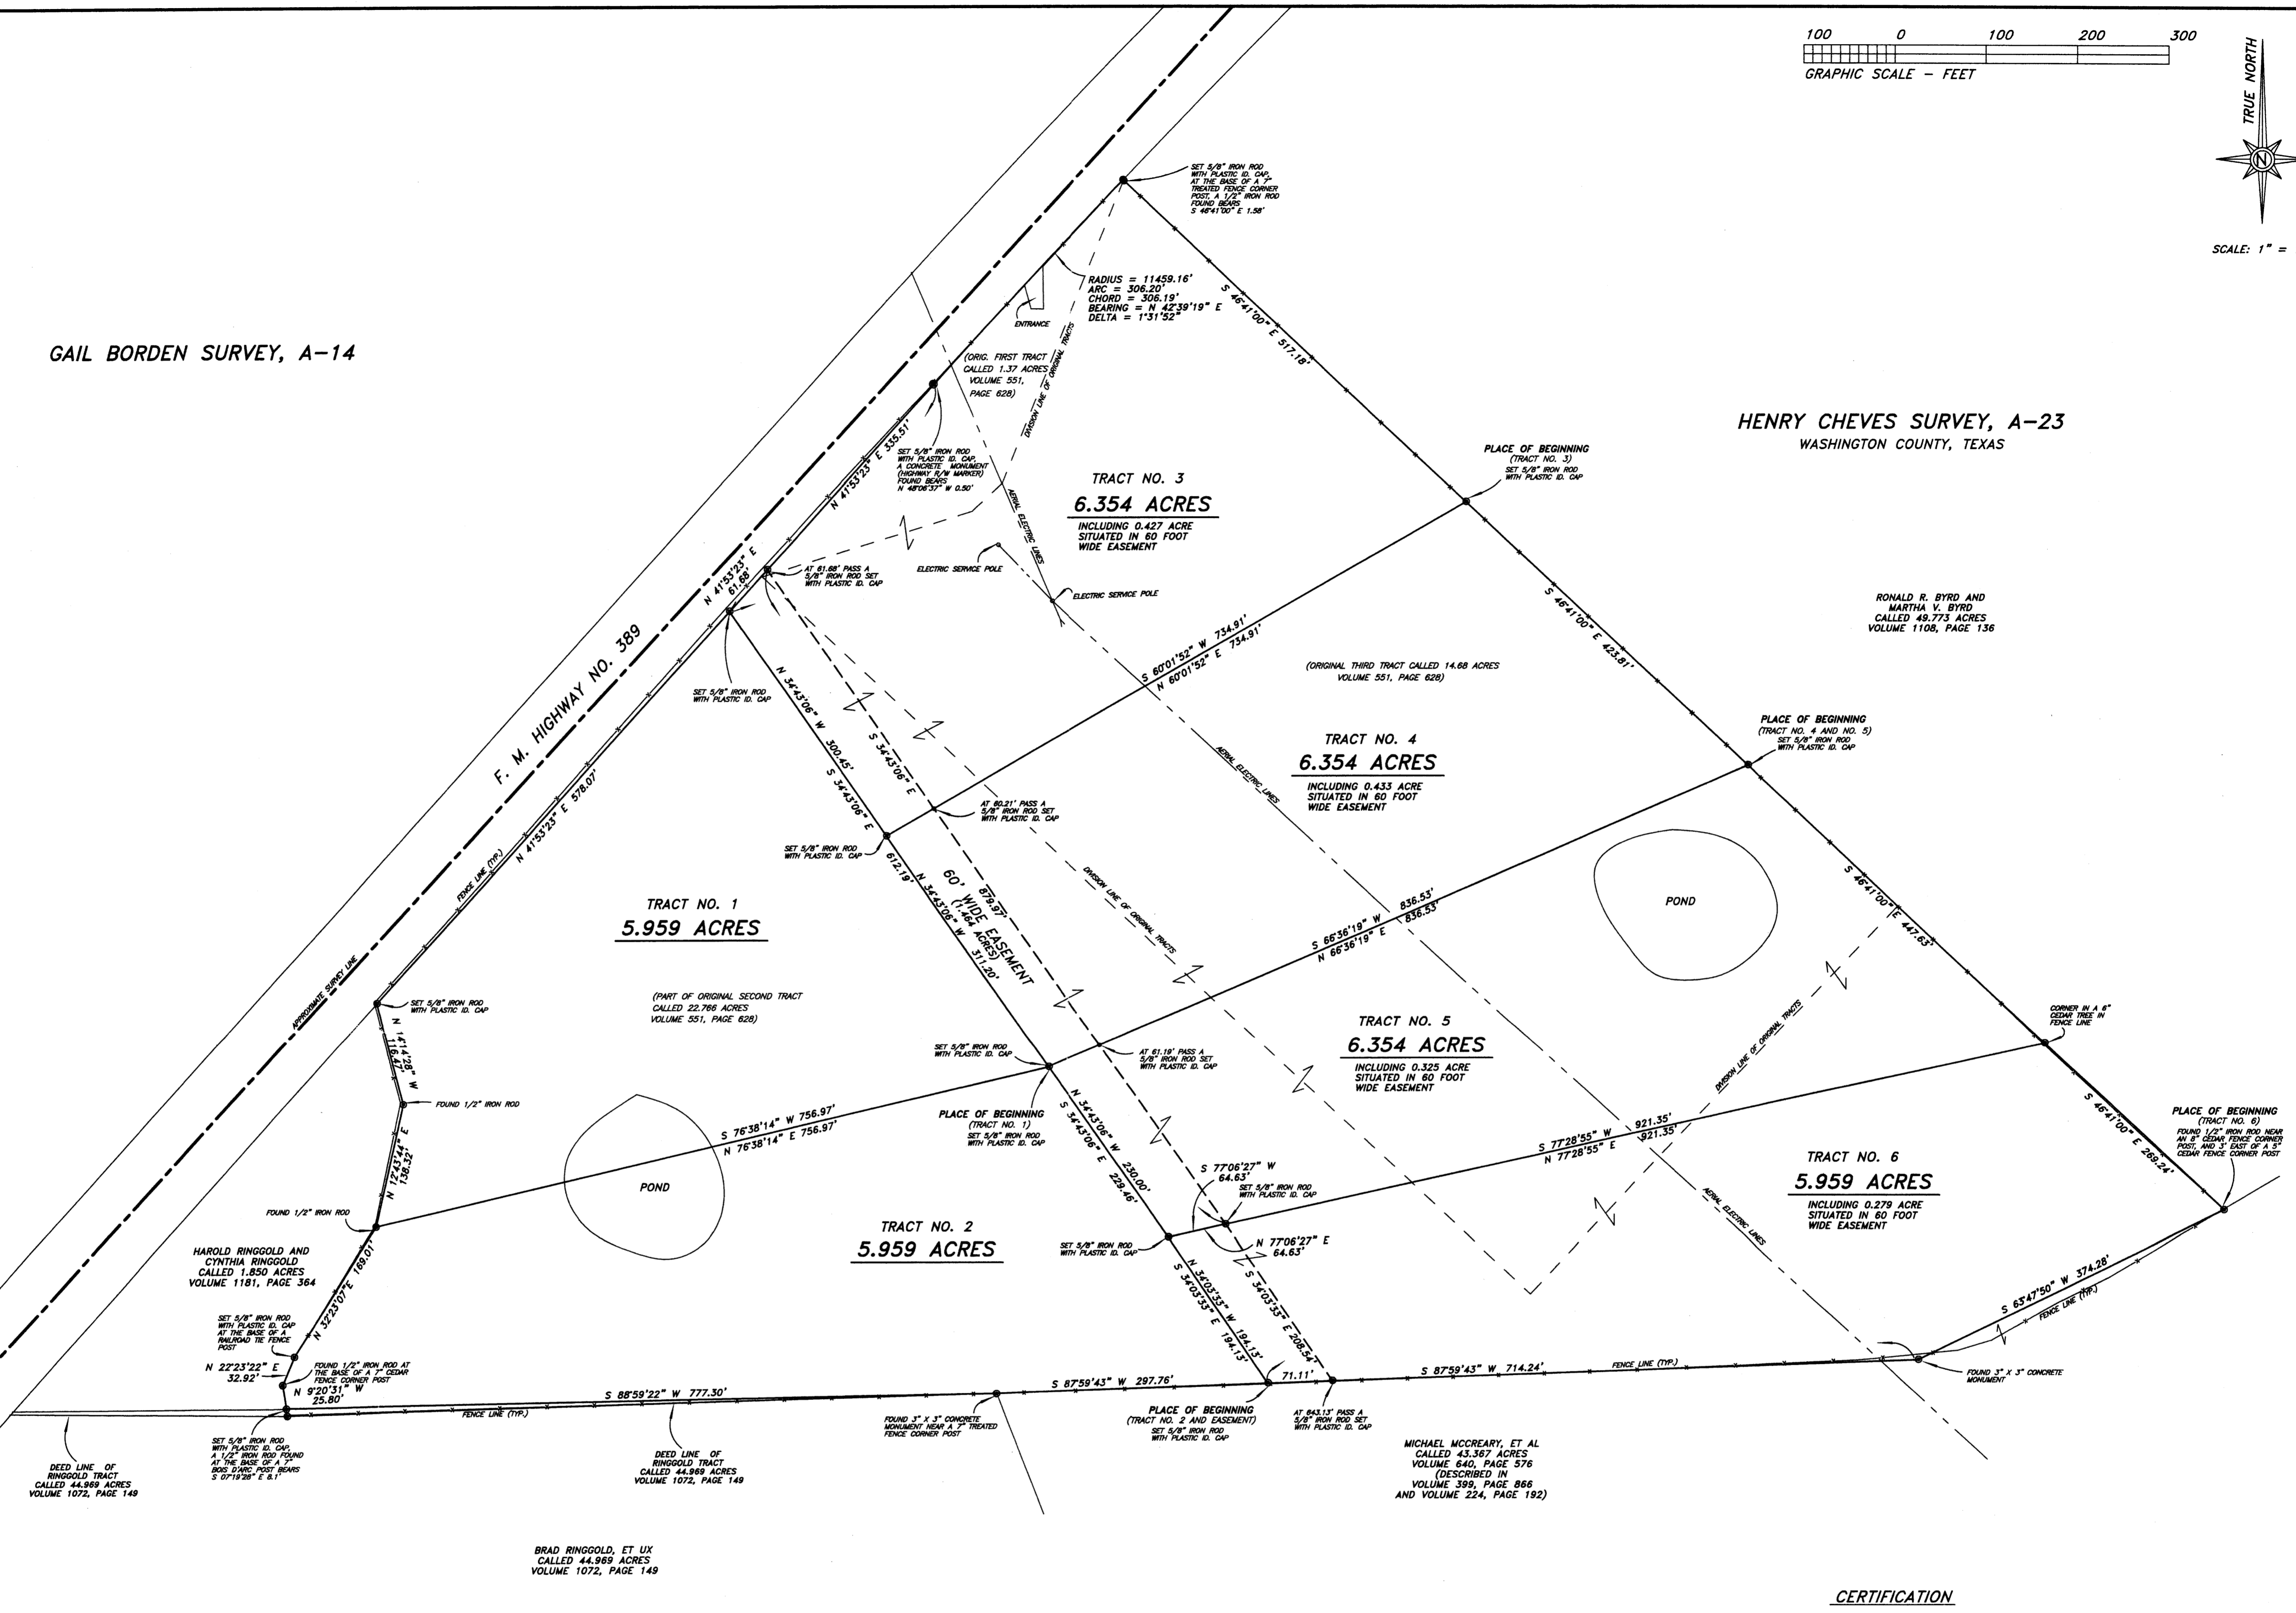 100 0 100 200 300
GRAPHIC SCALE - FEET
TRUE NORTH
N
SCALE: 1" =
GAIL BORDEN SURVEY, A-14
HENRY CHEVES SURVEY, A-23
WASHINGTON COUNTY, TEXAS
SET 5/8" IRON ROD
WITH PLASTIC ID. CAP,
AT THE BASE OF A 7"
TREATED FENCE CORNER
POST, A 1/2" IRON ROD
FOUND BEARS
S 46°41'00" E 1.58'
RADIUS = 11459.16'
ARC = 306.20'
CHORD = 306.19'
BEARING = N 42°39'19" E
DELTA = 1°31'52"
ENTRANCE
S 46°41'00" E 517.18'
DIVISION LINE OF ORIGINAL TRACTS
(ORIG. FIRST TRACT
CALLED 1.37 ACRES
VOLUME 551,
PAGE 628)
N 41°53'23" E 335.51'
SET 5/8" IRON ROD
WITH PLASTIC ID. CAP,
A CONCRETE MONUMENT
(HIGHWAY R/W MARKER)
FOUND BEARS
N 48°06'37" W 0.50'
AERIAL ELECTRIC LINES
TRACT NO. 3
6.354 ACRES
INCLUDING 0.427 ACRE
SITUATED IN 60 FOOT
WIDE EASEMENT
PLACE OF BEGINNING
(TRACT NO. 3)
SET 5/8" IRON ROD
WITH PLASTIC ID. CAP
N 41°53'23" E
61.68'
AT 61.68' PASS A
5/8" IRON ROD SET
WITH PLASTIC ID. CAP
ELECTRIC SERVICE POLE
ELECTRIC SERVICE POLE
S 46°41'00" E 423.81'
RONALD R. BYRD AND
MARTHA V. BYRD
CALLED 49.773 ACRES
VOLUME 1108, PAGE 136
F. M. HIGHWAY NO. 389
S 60°01'52" W 734.91'
N 60°01'52" E 734.91'
(ORIGINAL THIRD TRACT CALLED 14.68 ACRES
VOLUME 551, PAGE 628)
SET 5/8" IRON ROD
WITH PLASTIC ID. CAP
N 34°43'06" W 300.45'
S 34°43'06" E
612.19'
S 34°43'06" E
879.97'
PLACE OF BEGINNING
(TRACT NO. 4 AND NO. 5)
SET 5/8" IRON ROD
WITH PLASTIC ID. CAP
TRACT NO. 4
6.354 ACRES
INCLUDING 0.433 ACRE
SITUATED IN 60 FOOT
WIDE EASEMENT
AERIAL ELECTRIC LINES
N 41°53'23" E 578.07'
FENCE LINE (TYP.)
AT 60.21' PASS A
5/8" IRON ROD SET
WITH PLASTIC ID. CAP
SET 5/8" IRON ROD
WITH PLASTIC ID. CAP
60' WIDE EASEMENT
(1.464 ACRES)
N 34°43'06" W 311.20'
DIVISION LINE OF ORIGINAL TRACTS
TRACT NO. 1
5.959 ACRES
S 66°36'19" W 836.53'
N 66°36'19" E 836.53'
POND
S 46°41'00" E 447.63'
APPROXIMATE SURVEY LINE
(PART OF ORIGINAL SECOND TRACT
CALLED 22.766 ACRES
VOLUME 551, PAGE 628)
SET 5/8" IRON ROD
WITH PLASTIC ID. CAP
N 14°14'28" W
116.47'
SET 5/8" IRON ROD
WITH PLASTIC ID. CAP
AT 61.19' PASS A
5/8" IRON ROD SET
WITH PLASTIC ID. CAP
TRACT NO. 5
6.354 ACRES
INCLUDING 0.325 ACRE
SITUATED IN 60 FOOT
WIDE EASEMENT
DIVISION LINE OF ORIGINAL TRACTS
CORNER IN A 6"
CEDAR TREE IN
FENCE LINE
S 46°41'00" E 269.24'
PLACE OF BEGINNING
(TRACT NO. 6)
FOUND 1/2" IRON ROD NEAR
AN 8" CEDAR FENCE CORNER
POST, AND 3' EAST OF A 5"
CEDAR FENCE CORNER POST
FOUND 1/2" IRON ROD
N 12°43'44" E
138.32'
S 76°38'14" W 756.97'
N 76°38'14" E 756.97'
PLACE OF BEGINNING
(TRACT NO. 1)
SET 5/8" IRON ROD
WITH PLASTIC ID. CAP
N 34°43'06" W 230.00'
S 34°43'06" E 229.46'
S 77°28'55" W 921.35'
N 77°28'55" E 921.35'
POND
S 77°06'27" W
64.63'
SET 5/8" IRON ROD
WITH PLASTIC ID. CAP
N 77°06'27" E
64.63'
TRACT NO. 6
5.959 ACRES
INCLUDING 0.279 ACRE
SITUATED IN 60 FOOT
WIDE EASEMENT
AERIAL ELECTRIC LINES
FOUND 1/2" IRON ROD
TRACT NO. 2
5.959 ACRES
SET 5/8" IRON ROD
WITH PLASTIC ID. CAP
HAROLD RINGGOLD AND
CYNTHIA RINGGOLD
CALLED 1.850 ACRES
VOLUME 1181, PAGE 364
N 32°23'07"E 169.01'
N 34°03'33" W 194.13'
S 34°03'33" E 194.13'
S 34°03'33" E 208.54'
S 63°47'50" W 374.28'
FENCE LINE (TYP.)
SET 5/8" IRON ROD
WITH PLASTIC ID. CAP
AT THE BASE OF A
RAILROAD TIE FENCE
POST
N 22°23'22" E
32.92'
FOUND 1/2" IRON ROD AT
THE BASE OF A 7" CEDAR
FENCE CORNER POST
N 9°20'31" W
25.80'
S 88°59'22" W 777.30'
FENCE LINE (TYP.)
S 87°59'43" W 297.76'
71.11'
S 87°59'43" W 714.24'
FENCE LINE (TYP.)
FOUND 3" X 3" CONCRETE
MONUMENT
SET 5/8" IRON ROD
WITH PLASTIC ID. CAP,
A 1/2" IRON ROD FOUND
AT THE BASE OF A 7"
BOIS D'ARC POST BEARS
S 07°19'28" E 8.1'
FOUND 3" X 3" CONCRETE
MONUMENT NEAR A 7" TREATED
FENCE CORNER POST
PLACE OF BEGINNING
(TRACT NO. 2 AND EASEMENT)
SET 5/8" IRON ROD
WITH PLASTIC ID. CAP
AT 643.13' PASS A
5/8" IRON ROD SET
WITH PLASTIC ID. CAP
DEED LINE OF
RINGGOLD TRACT
CALLED 44.969 ACRES
VOLUME 1072, PAGE 149
DEED LINE OF
RINGGOLD TRACT
CALLED 44.969 ACRES
VOLUME 1072, PAGE 149
MICHAEL MCCREARY, ET AL
CALLED 43.367 ACRES
VOLUME 640, PAGE 576
(DESCRIBED IN
VOLUME 399, PAGE 866
AND VOLUME 224, PAGE 192)
BRAD RINGGOLD, ET UX
CALLED 44.969 ACRES
VOLUME 1072, PAGE 149
CERTIFICATION